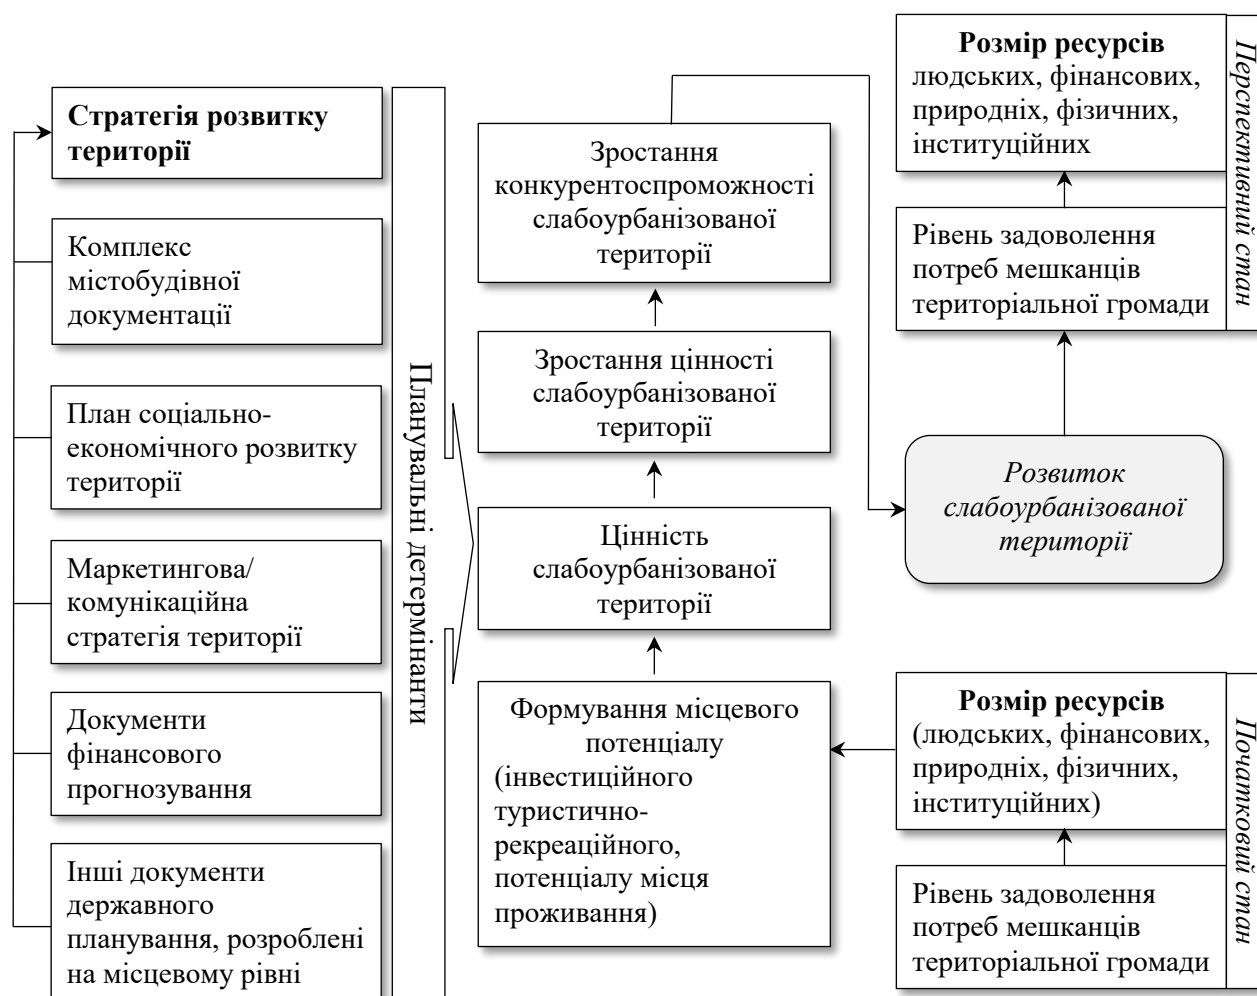 Стратегія розвитку
території
Комплекс
містобудівної
документації
План соціально-
економічного розвитку
території
Маркетингова/
комунікаційна
стратегія території
Документи
фінансового
прогнозування
Інші документи
державного
планування, розроблені
на місцевому рівні
Планувальні детермінанти
Зростання
конкурентоспроможності
слабоурбанізованої
території
Зростання цінності
слабоурбанізованої
території
Цінність
слабоурбанізованої
території
Формування місцевого
потенціалу
(інвестиційного
туристично-
рекреаційного,
потенціалу місця
проживання)
Розмір ресурсів
людських, фінансових,
природніх, фізичних,
інституційних
Рівень задоволення
потреб мешканців
територіальної громади
Перспективний стан
Розвиток
слабоурбанізованої
території
Розмір ресурсів
(людських, фінансових,
природніх, фізичних,
інституційних)
Рівень задоволення
потреб мешканців
територіальної громади
Початковий стан